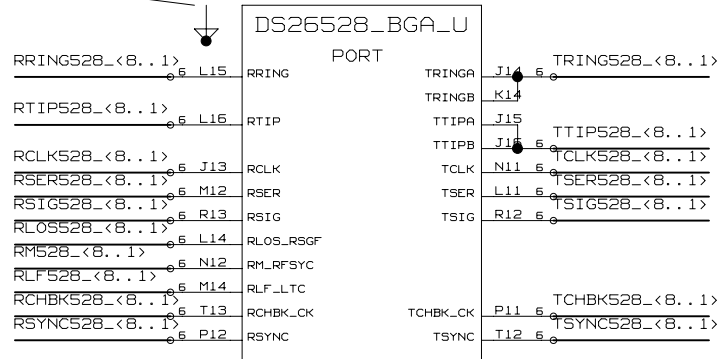 DS26528_BGA_U
PORT
RRING528_<8..1> 6 L15 RRING TRINGA J14 6 TRING528_<8..1>
TRINGB K14
RTIP528_<8..1> 6 L16 RTIP TTIPA J15
TTIPB J16 6 TTIP528_<8..1>
RCLK528_<8..1> 6 J13 RCLK TCLK N11 6 TCLK528_<8..1>
RSER528_<8..1> 6 M12 RSER TSER L11 6 TSER528_<8..1>
RSIG528_<8..1> 6 R13 RSIG TSIG R12 6 TSIG528_<8..1>
RLOS528_<8..1> 6 L14 RLOS_RSGF
RM528_<8..1> 6 N12 RM_RFSYC
RLF528_<8..1> 6 M14 RLF_LTC
RCHBK528_<8..1> 6 T13 RCHBK_CK TCHBK_CK P11 6 TCHBK528_<8..1>
RSYNC528_<8..1> 6 P12 RSYNC TSYNC T12 6 TSYNC528_<8..1>